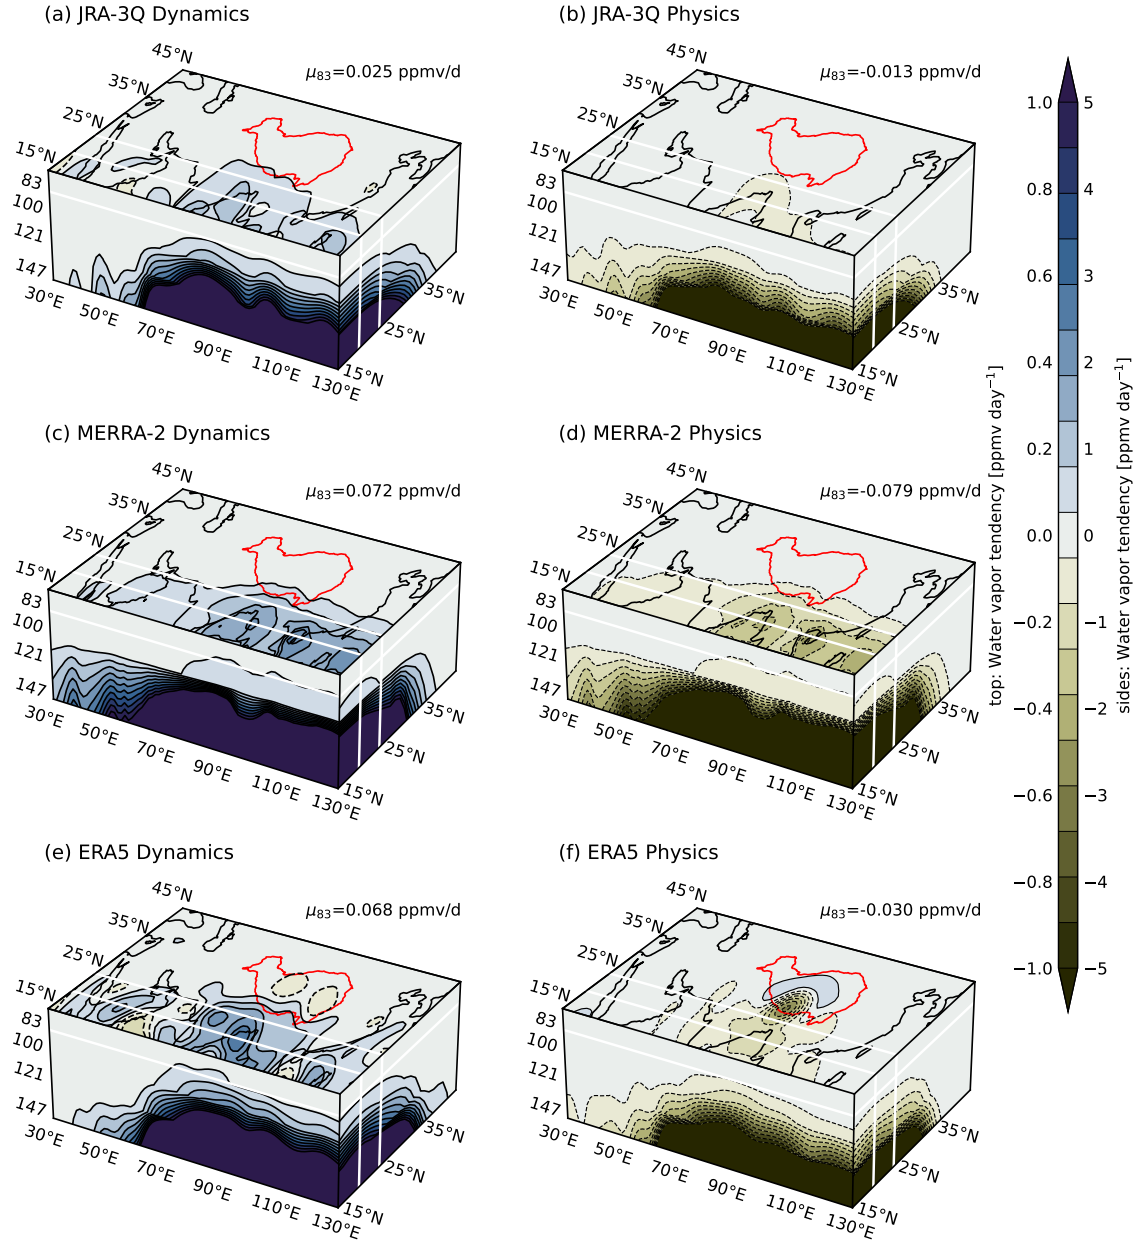 (a) JRA-3Q Dynamics
μ83=0.025 ppmv/d
45°N
35°N
25°N
15°N
83
100
121
147
30°E
50°E
70°E
90°E
110°E
130°E
15°N
25°N
35°N
(b) JRA-3Q Physics
μ83=-0.013 ppmv/d
45°N
35°N
25°N
15°N
83
100
121
147
30°E
50°E
70°E
90°E
110°E
130°E
15°N
25°N
35°N
(c) MERRA-2 Dynamics
μ83=0.072 ppmv/d
45°N
35°N
25°N
15°N
83
100
121
147
30°E
50°E
70°E
90°E
110°E
130°E
15°N
25°N
35°N
(d) MERRA-2 Physics
μ83=-0.079 ppmv/d
45°N
35°N
25°N
15°N
83
100
121
147
30°E
50°E
70°E
90°E
110°E
130°E
15°N
25°N
35°N
(e) ERA5 Dynamics
μ83=0.068 ppmv/d
45°N
35°N
25°N
15°N
83
100
121
147
30°E
50°E
70°E
90°E
110°E
130°E
15°N
25°N
35°N
(f) ERA5 Physics
μ83=-0.030 ppmv/d
45°N
35°N
25°N
15°N
83
100
121
147
30°E
50°E
70°E
90°E
110°E
130°E
15°N
25°N
35°N
top: Water vapor tendency [ppmv day−1]
1.0
0.8
0.6
0.4
0.2
0.0
−0.2
−0.4
−0.6
−0.8
−1.0
5
4
3
2
1
0
−1
−2
−3
−4
−5
sides: Water vapor tendency [ppmv day−1]